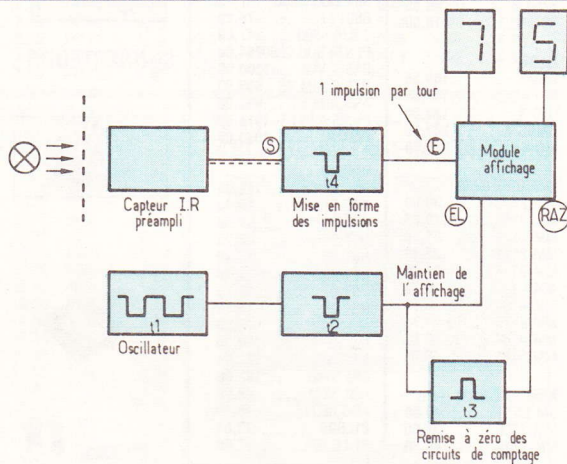 7 5
1 impulsion par tour
S
E
t4
Module
affichage
Capteur I.R
préampli
Mise en forme
des impulsions
EL
RAZ
Maintien de
l'affichage
t1
t2
Oscillateur
t3
Remise à zéro des
circuits de comptage